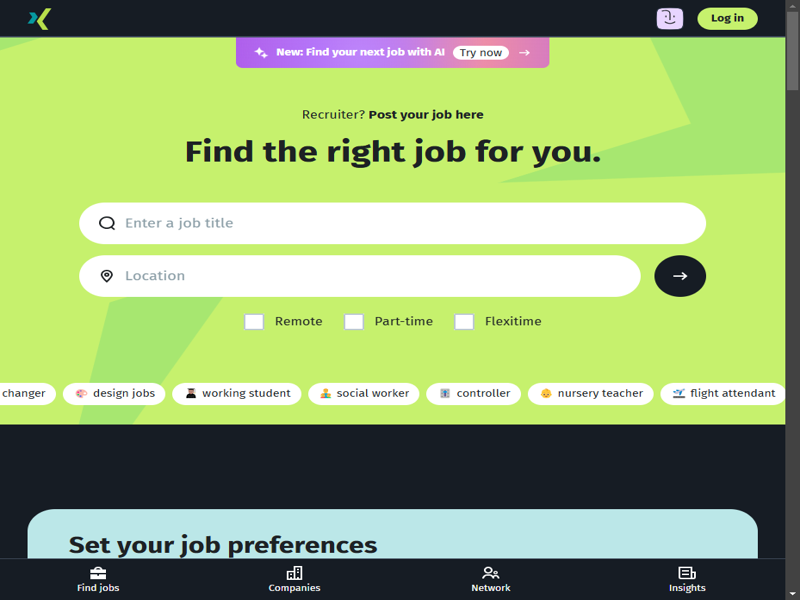 Log in
New: Find your next job with AI Try now →
Recruiter? Post your job here
Find the right job for you.
Enter a job title
Location
Remote Part-time Flexitime
changer design jobs working student social worker controller nursery teacher flight attendant
Set your job preferences
Find jobs Companies Network Insights